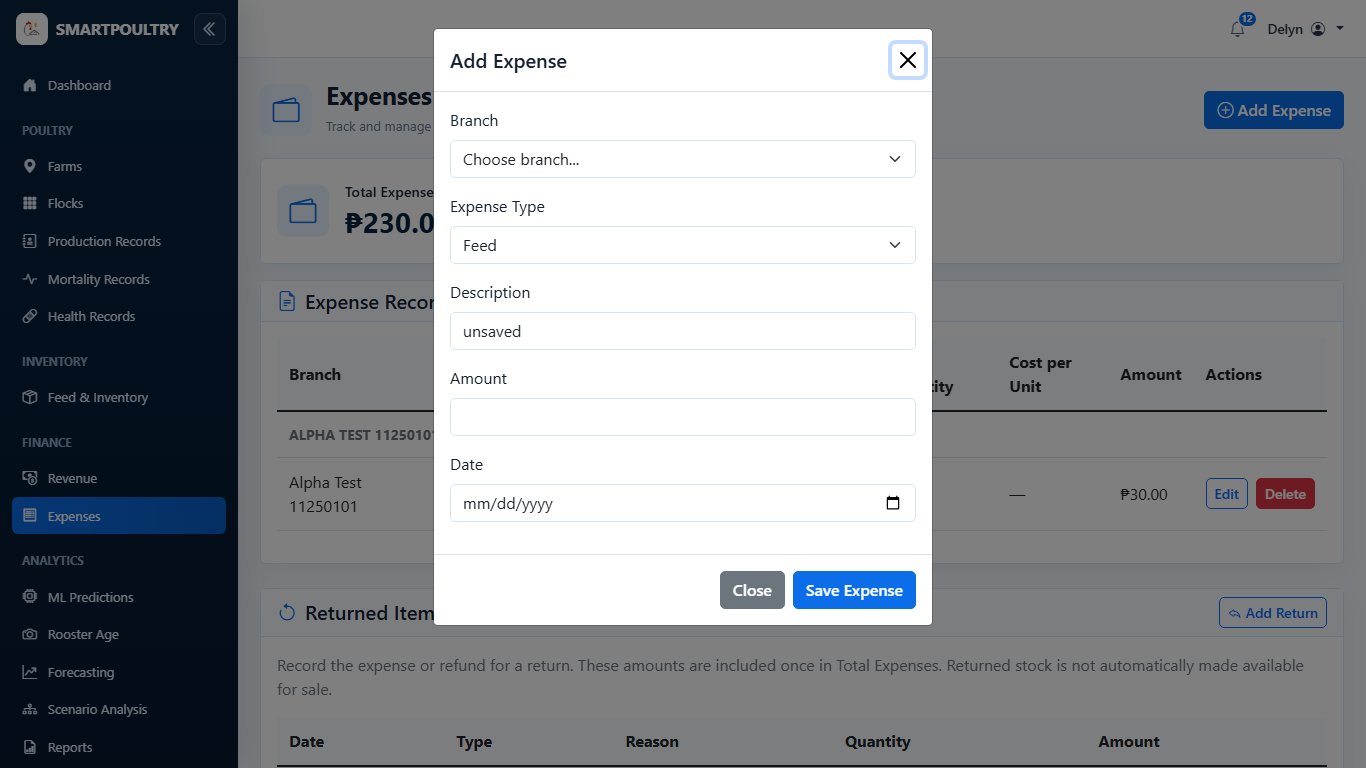 SMARTPOULTRY
Dashboard
POULTRY
Farms
Flocks
Production Records
Mortality Records
Health Records
INVENTORY
Feed & Inventory
FINANCE
Revenue
Expenses
ANALYTICS
ML Predictions
Rooster Age
Forecasting
Scenario Analysis
Reports
12
Delyn
Expenses
Track and manage
Add Expense
Total Expense
₱230.0
Expense Recor
Branch
Cost per
Unit
Amount
Actions
ALPHA TEST 1125010
Alpha Test
11250101
—
₱30.00
Edit
Delete
Returned Item
Add Return
Record the expense or refund for a return. These amounts are included once in Total Expenses. Returned stock is not automatically made available
for sale.
Date
Type
Reason
Quantity
Amount
Add Expense
Branch
Choose branch...
Expense Type
Feed
Description
unsaved
Amount
Date
mm/dd/yyyy
Close
Save Expense